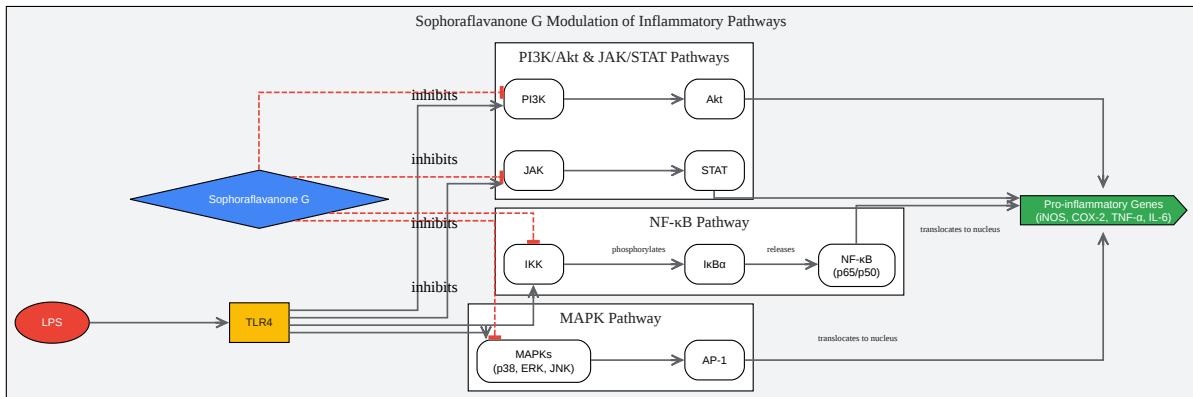 Sophoraflavanone G Modulation of Inflammatory Pathways
PI3K/Akt & JAK/STAT Pathways
inhibits
PI3K
Akt
inhibits
JAK
STAT
Sophoraflavanone G
Pro-inflammatory Genes
(iNOS, COX-2, TNF-α, IL-6)
inhibits
NF-κB Pathway
translocates to nucleus
IKK
phosphorylates
IκBα
releases
NF-κB
(p65/p50)
inhibits
LPS
TLR4
MAPK Pathway
translocates to nucleus
MAPKs
(p38, ERK, JNK)
AP-1